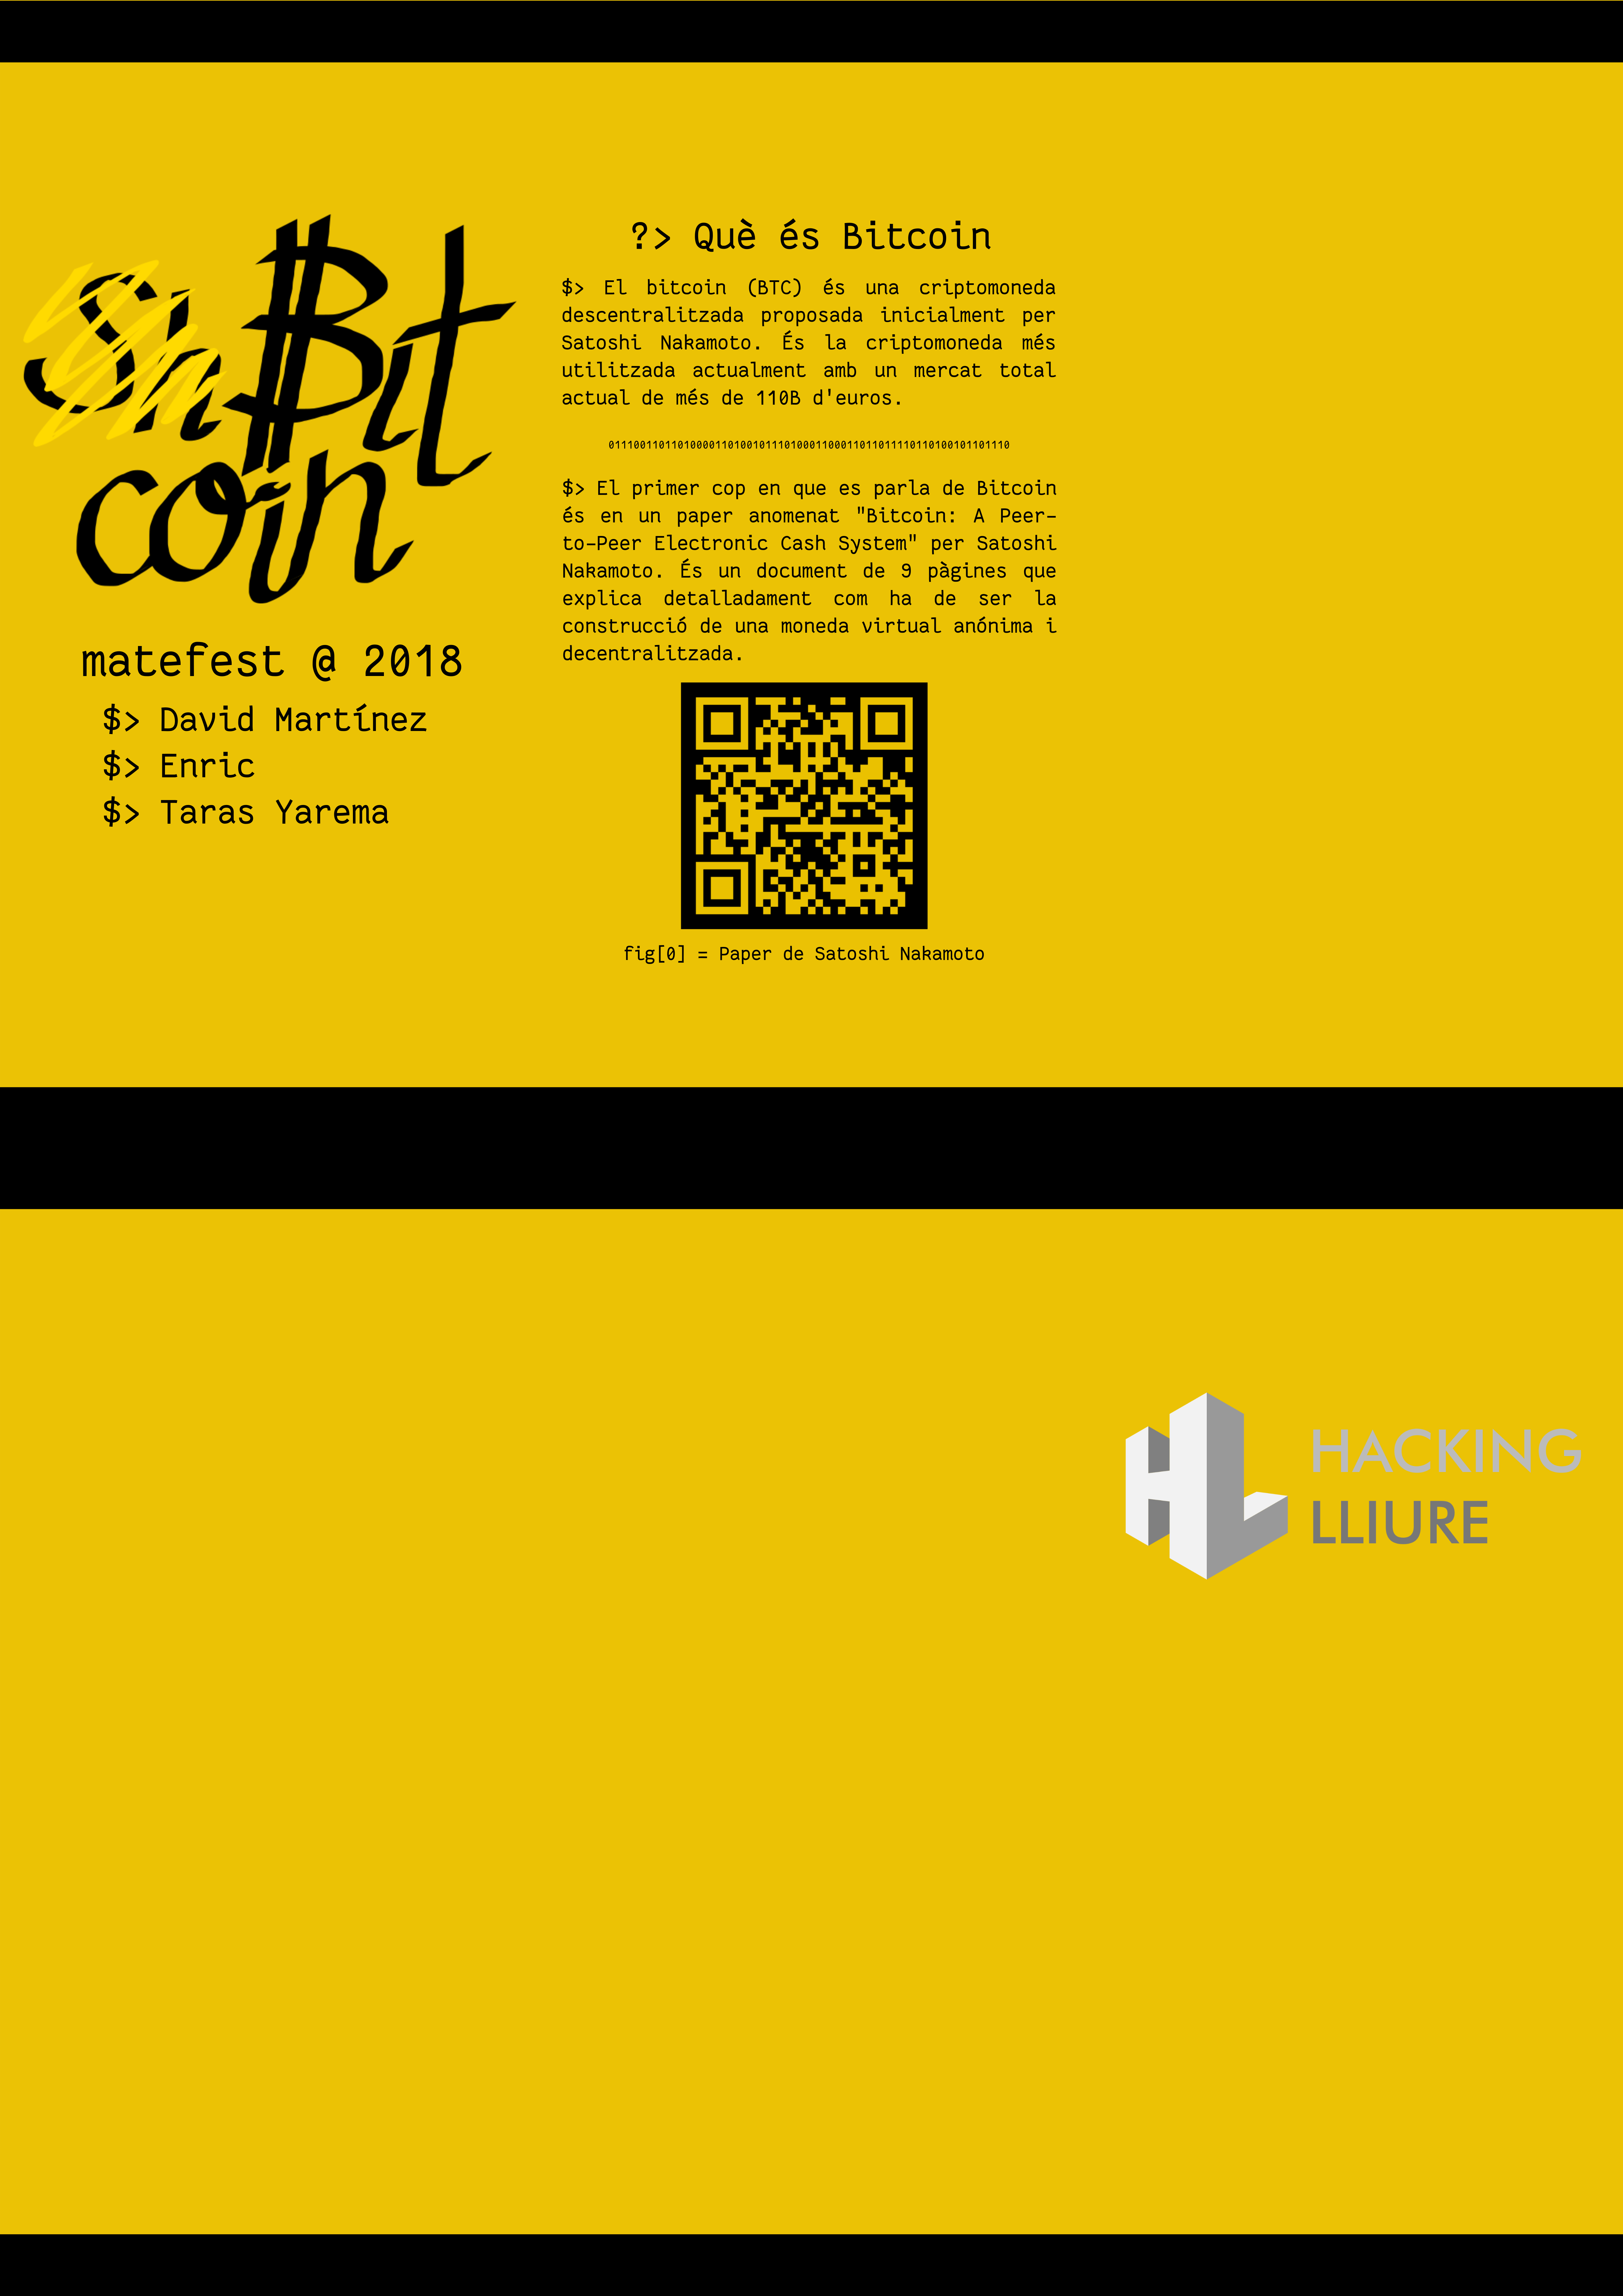 Sh Bit
coin
matefest @ 2018
$> David Martínez
$> Enric
$> Taras Yarema
?> Què és Bitcoin
$> El bitcoin (BTC) és una criptomoneda
descentralitzada proposada inicialment per
Satoshi Nakamoto. És la criptomoneda més
utilitzada actualment amb un mercat total
actual de més de 110B d'euros.
0111001101101000011010010111010001100011011011110110100101101110
$> El primer cop en que es parla de Bitcoin
és en un paper anomenat "Bitcoin: A Peer-
to-Peer Electronic Cash System" per Satoshi
Nakamoto. És un document de 9 pàgines que
explica detalladament com ha de ser la
construcció de una moneda virtual anónima i
decentralitzada.
fig[0] = Paper de Satoshi Nakamoto
HL
HACKING
LLIURE